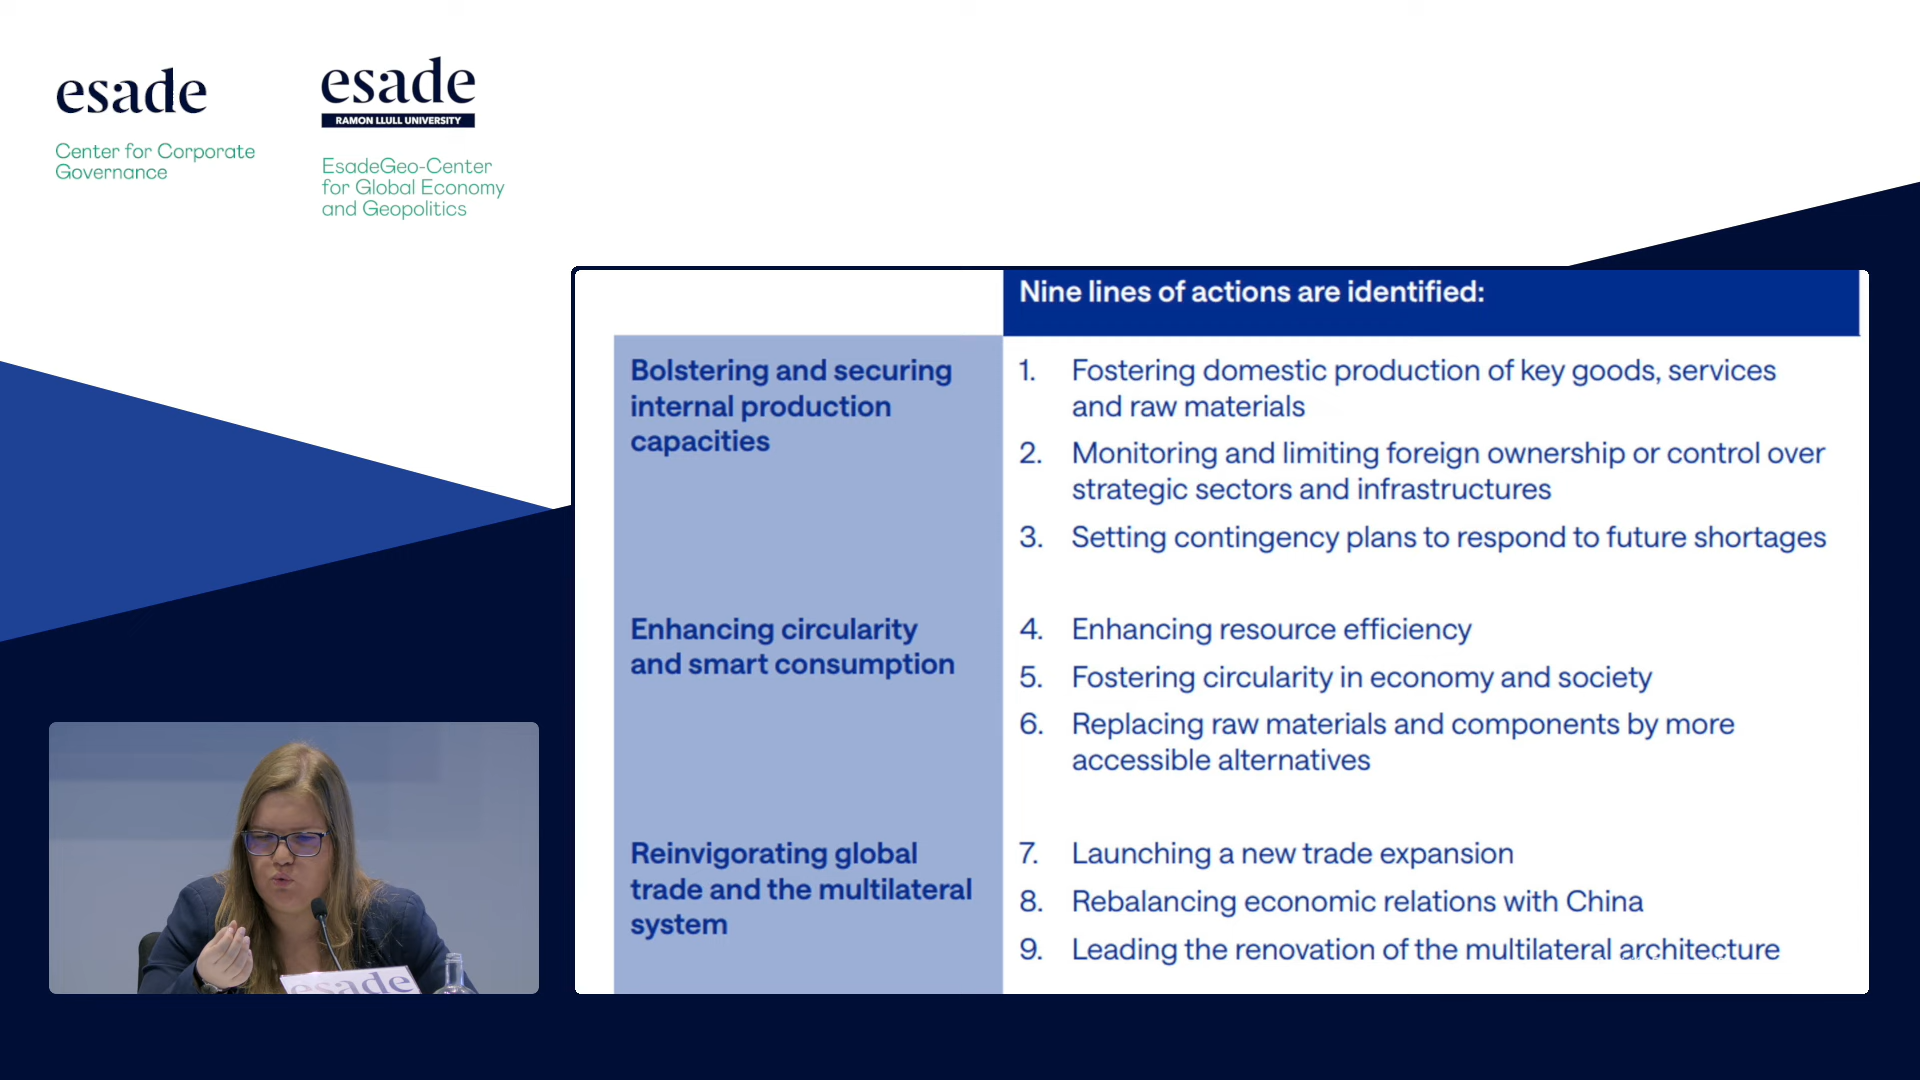 esade
Center for Corporate
Governance
esade
RAMON LLULL UNIVERSITY
EsadeGeo-Center
for Global Economy
and Geopolitics
Nine lines of actions are identified:
Bolstering and securing
internal production
capacities
1. Fostering domestic production of key goods, services
and raw materials
2. Monitoring and limiting foreign ownership or control over
strategic sectors and infrastructures
3. Setting contingency plans to respond to future shortages
Enhancing circularity
and smart consumption
4. Enhancing resource efficiency
5. Fostering circularity in economy and society
6. Replacing raw materials and components by more
accessible alternatives
Reinvigorating global
trade and the multilateral
system
7. Launching a new trade expansion
8. Rebalancing economic relations with China
9. Leading the renovation of the multilateral architecture
esade